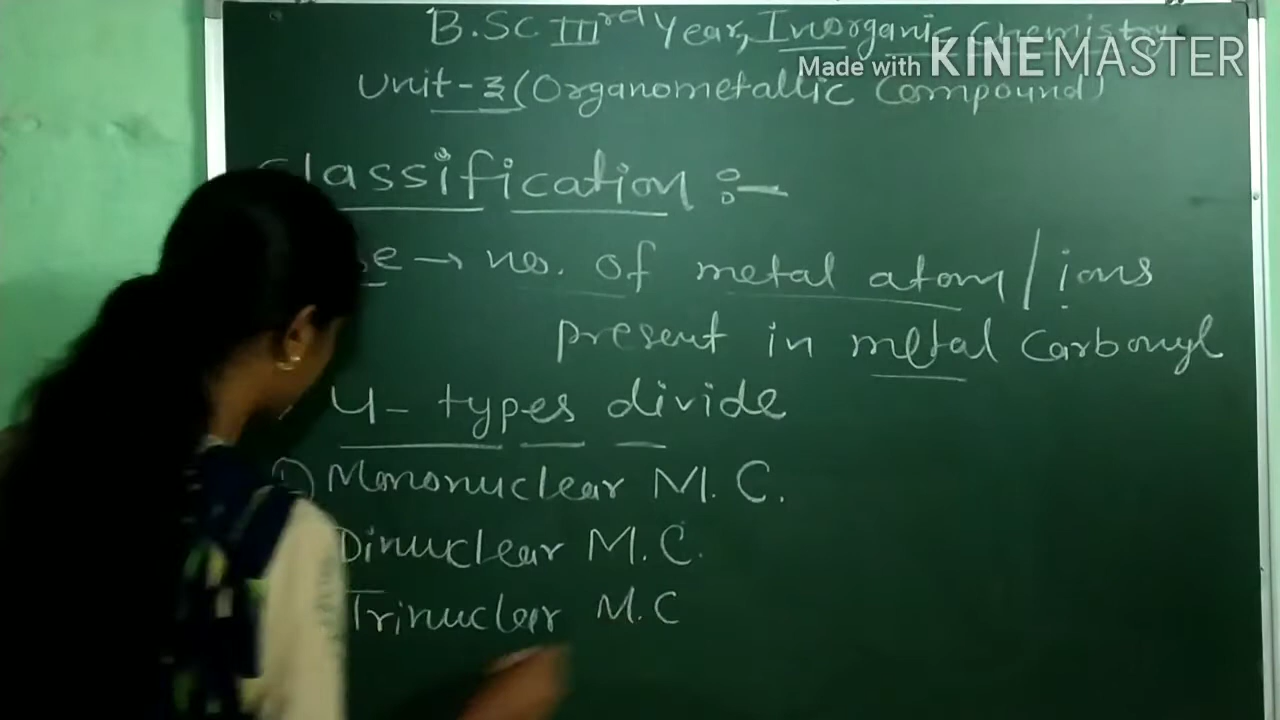 B.Sc IIIrd Year, Inorganic Chemistry
Made with KINEMASTER
Unit-3 (Organometallic Compound)
Classification :-
→ no. of metal atom / ions
present in metal Carbonyl
4- types divide
1) Mononuclear M. C.
Dinuclear M. C.
Trinuclear M. C